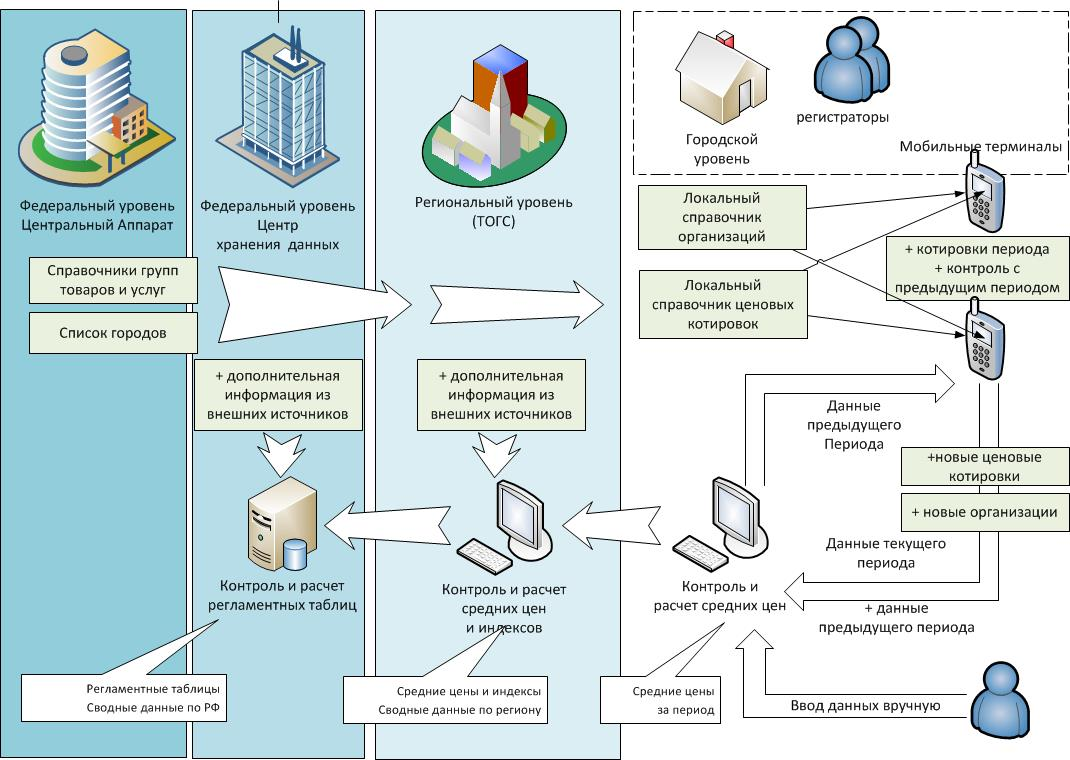 Федеральный уровень
Центральный Аппарат
Справочники групп
товаров и услуг
Список городов
Федеральный уровень
Центр
хранения данных
+ дополнительная
информация из
внешних источников
Контроль и расчет
регламентных таблиц
Регламентные таблицы
Сводные данные по РФ
Региональный уровень
(ТОГС)
+ дополнительная
информация из
внешних источников
Контроль и расчет
средних цен
и индексов
Средние цены и индексы
Сводные данные по региону
Городской
уровень
регистраторы
Мобильные терминалы
Локальный
справочник
организаций
Локальный
справочник ценовых
котировок
+ котировки периода
+ контроль с
предыдущим периодом
Данные
предыдущего
Периода
+новые ценовые
котировки
+ новые организации
Данные текущего
периода
+ данные
предыдущего периода
Контроль и
расчет средних цен
Средние цены
за период
Ввод данных вручную